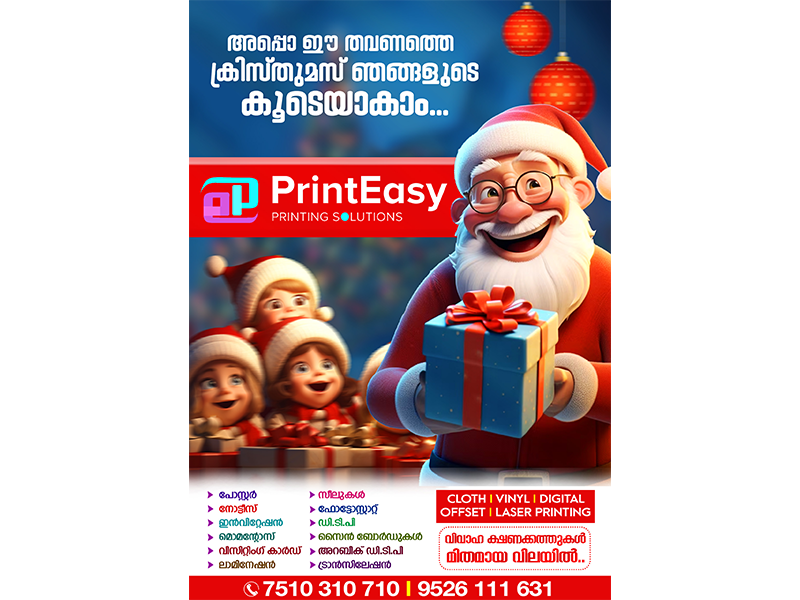 അപ്പൊ ഈ തവണത്തെ
ക്രിസ്തുമസ് ഞങ്ങളുടെ
കൂടെയാകാം...
PrintEasy
PRINTING SOLUTIONS
പോസ്റ്റർ
നോട്ടീസ്
ഇൻവിറ്റേഷൻ
മൊമന്റോസ്
വിസിറ്റിംഗ് കാർഡ്
ലാമിനേഷൻ
സീലുകൾ
ഫോട്ടോസ്റ്റാറ്റ്
ഡി.ടി.പി
സൈൻ ബോർഡുകൾ
അറബിക് ഡി.ടി.പി
ട്രാൻസിലേഷൻ
CLOTH | VINYL | DIGITAL
OFFSET | LASER PRINTING
വിവാഹ ക്ഷണക്കത്തുകൾ
മിതമായ വിലയിൽ..
7510 310 710 | 9526 111 631